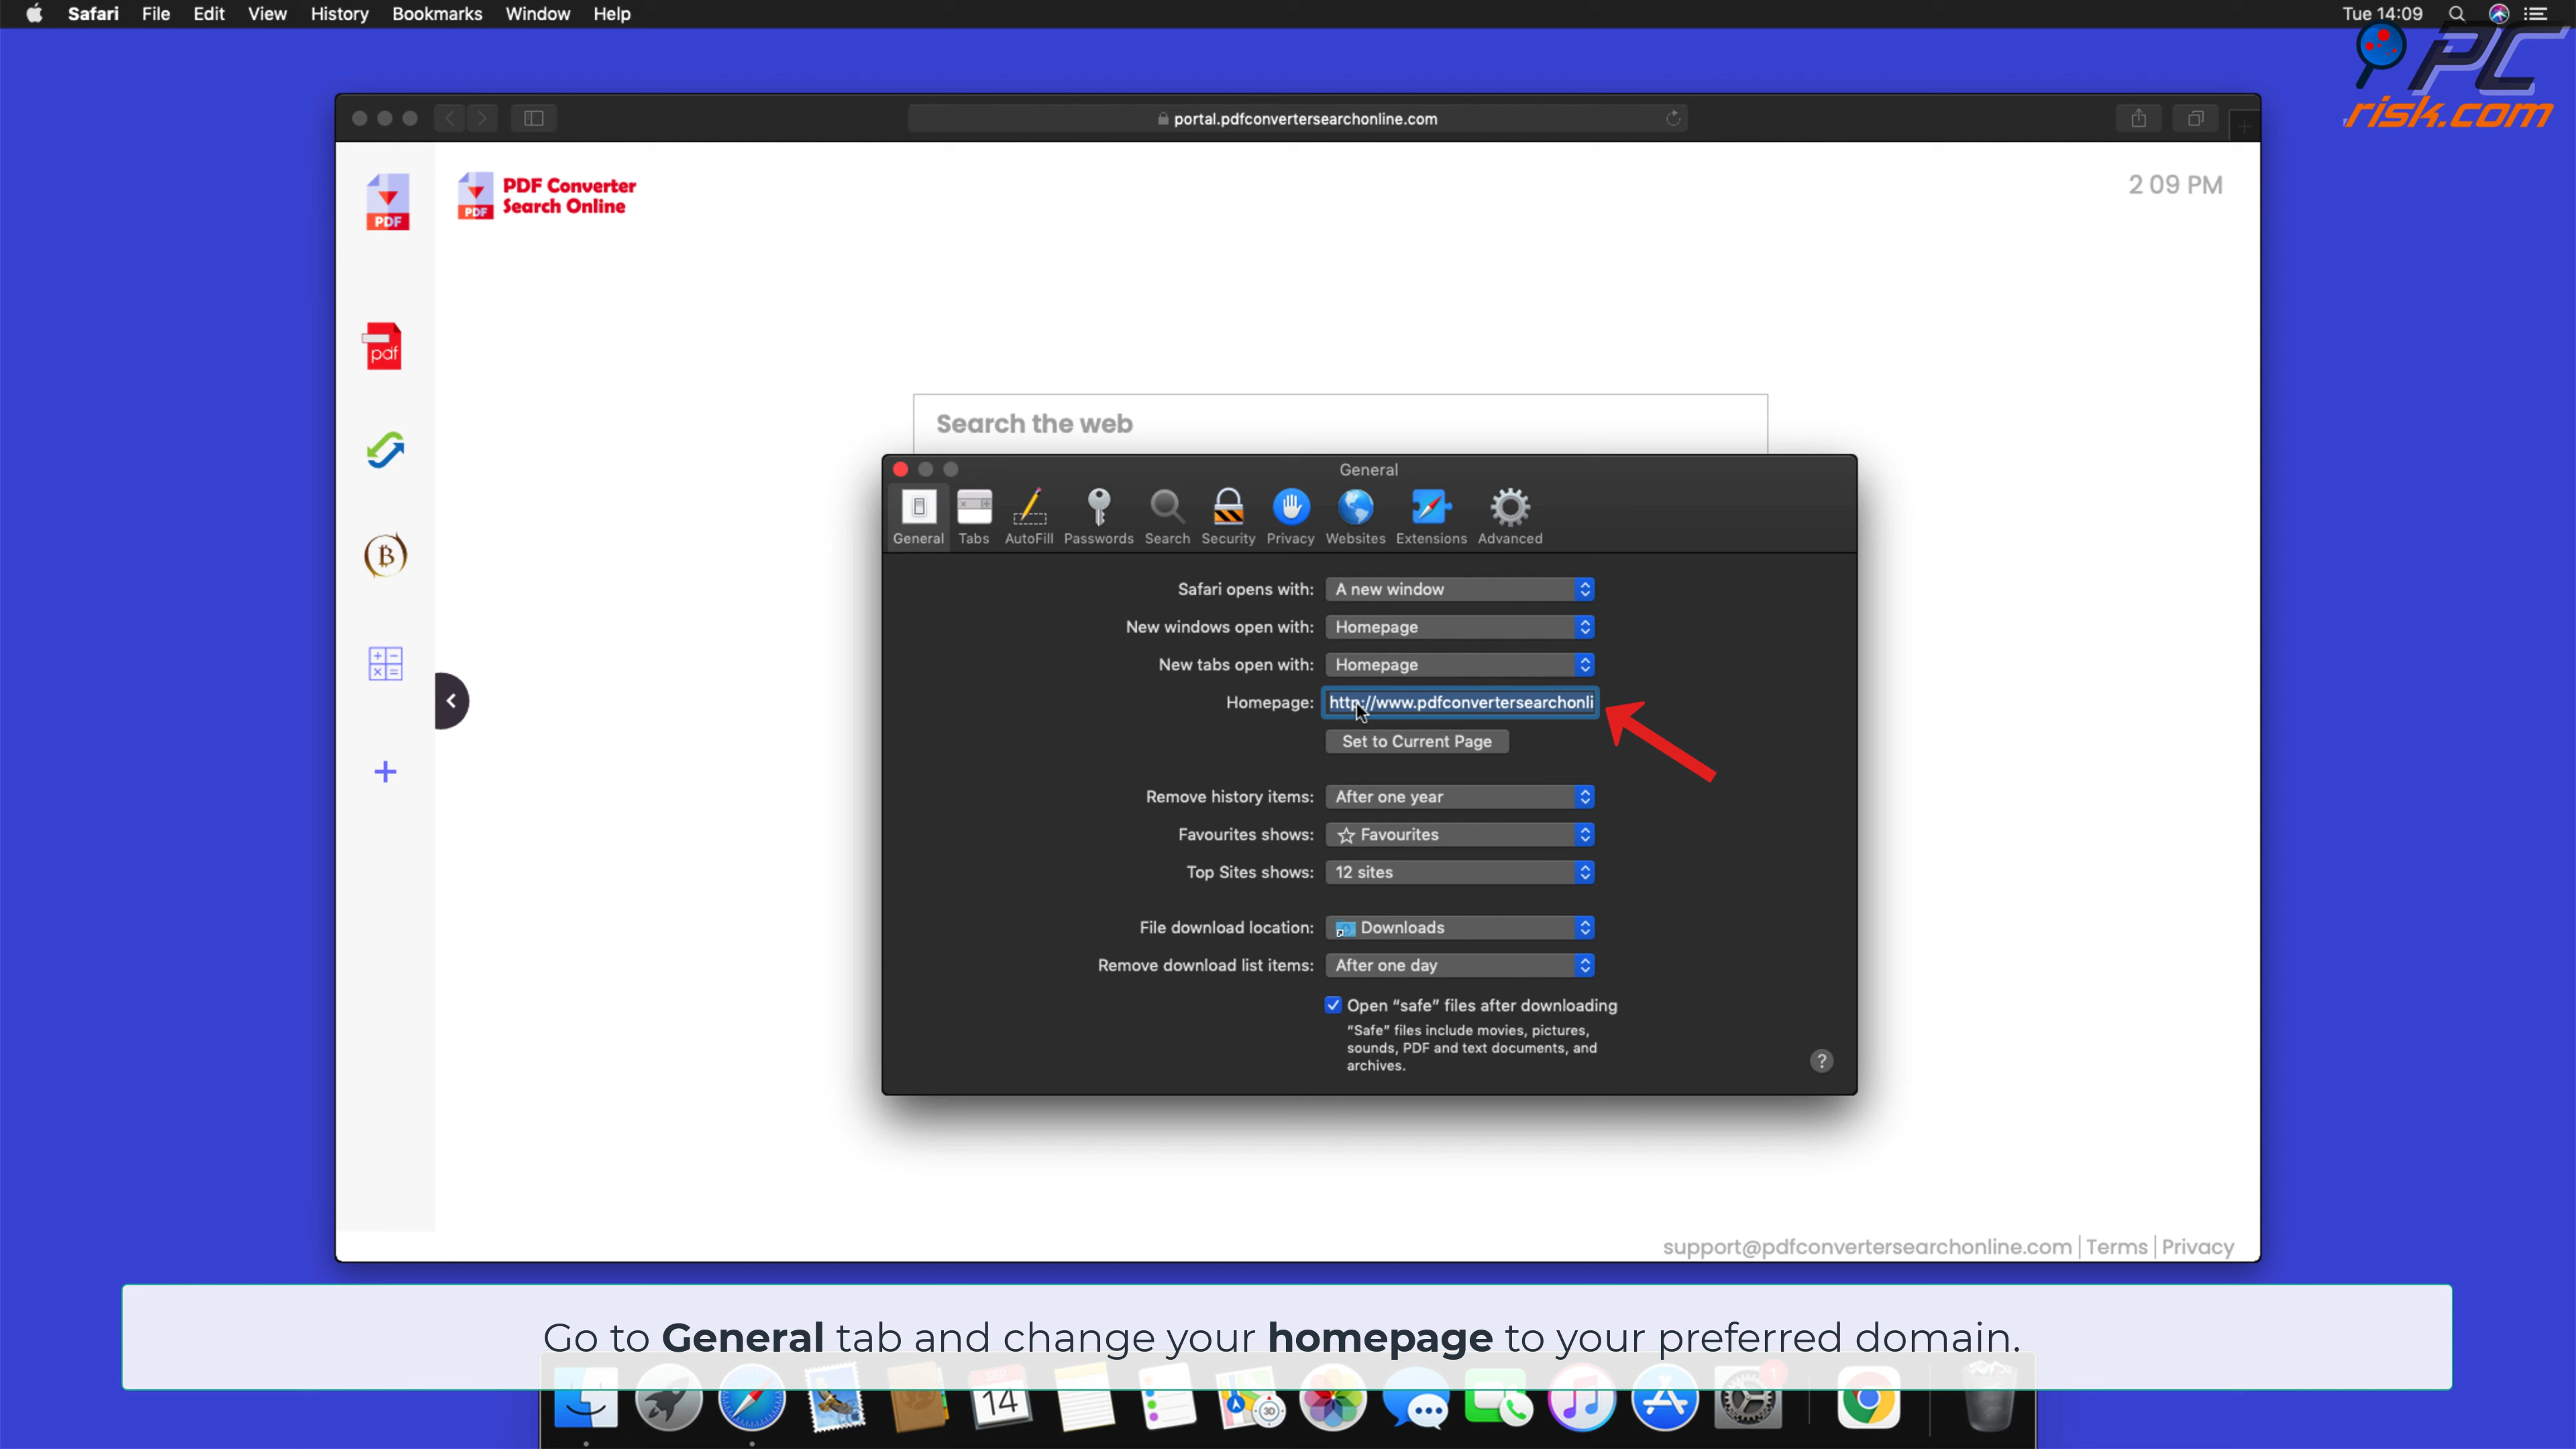 Safari File Edit View History Bookmarks Window Help
Tue 14:09
PC
risk.com
portal.pdfconvertersearchonline.com
PDF
PDF
PDF Converter
Search Online
2 09 PM
pdf
Search the web
General
General Tabs AutoFill Passwords Search Security Privacy Websites Extensions Advanced
Safari opens with: A new window
New windows open with: Homepage
New tabs open with: Homepage
Homepage: http://www.pdfconvertersearchonli
Set to Current Page
Remove history items: After one year
Favourites shows: Favourites
Top Sites shows: 12 sites
File download location: Downloads
Remove download list items: After one day
Open “safe” files after downloading
“Safe” files include movies, pictures,
sounds, PDF and text documents, and
archives.
?
support@pdfconvertersearchonline.com | Terms | Privacy
Go to General tab and change your homepage to your preferred domain.
SEP
14
3D
1